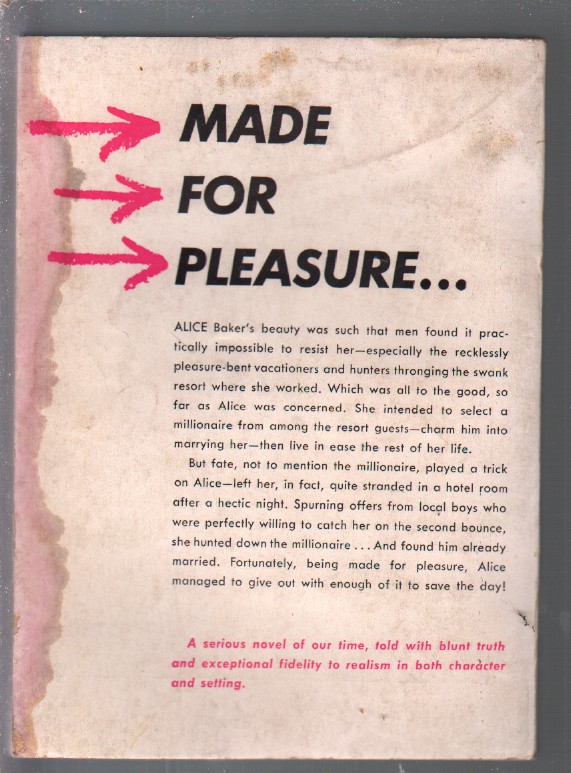 MADE
FOR
PLEASURE...
ALICE Baker's beauty was such that men found it prac-
tically impossible to resist her—especially the recklessly
pleasure-bent vacationers and hunters thronging the swank
resort where she worked. Which was all to the good, so
far as Alice was concerned. She intended to select a
millionaire from among the resort guests—charm him into
marrying her—then live in ease the rest of her life.
But fate, not to mention the millionaire, played a trick
on Alice—left her, in fact, quite stranded in a hotel room
after a hectic night. Spurning offers from local boys who
were perfectly willing to catch her on the second bounce,
she hunted down the millionaire ... And found him already
married. Fortunately, being made for pleasure, Alice
managed to give out with enough of it to save the day!
A serious novel of our time, told with blunt truth
and exceptional fidelity to realism in both character
and setting.